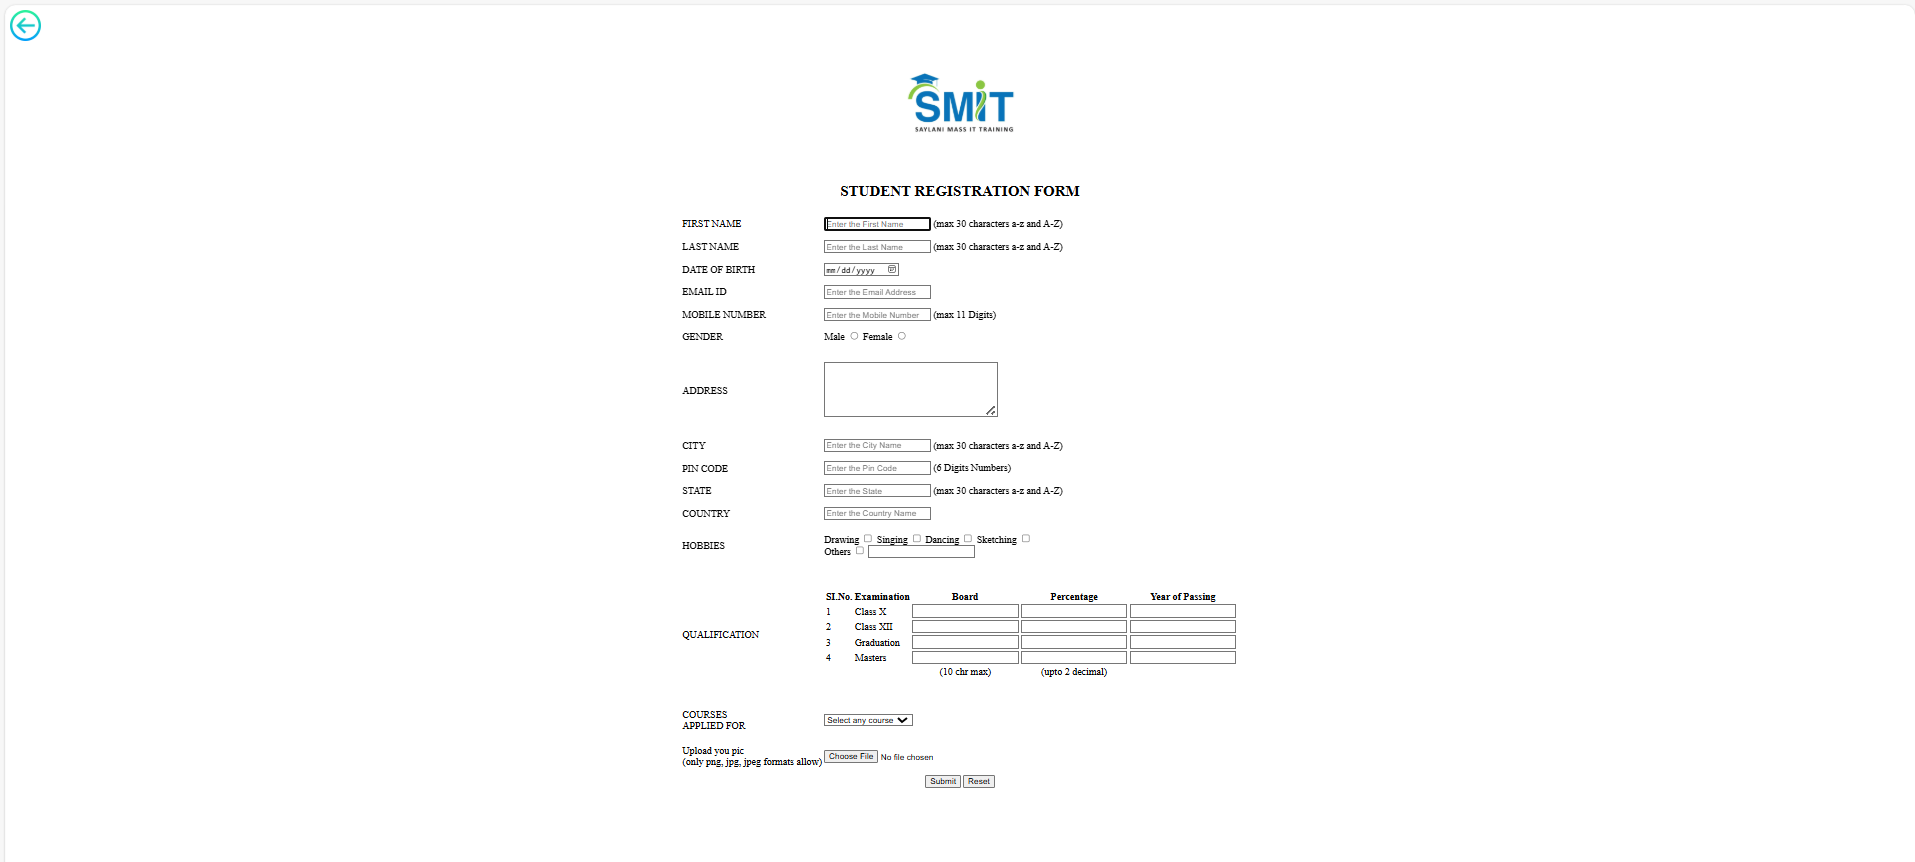 SMIT
SAYLANI MASS IT TRAINING
STUDENT REGISTRATION FORM
FIRST NAME Enter the First Name (max 30 characters a-z and A-Z)
LAST NAME Enter the Last Name (max 30 characters a-z and A-Z)
DATE OF BIRTH mm/dd/yyyy
EMAIL ID Enter the Email Address
MOBILE NUMBER Enter the Mobile Number (max 11 Digits)
GENDER Male Female
ADDRESS
CITY Enter the City Name (max 30 characters a-z and A-Z)
PIN CODE Enter the Pin Code (6 Digits Numbers)
STATE Enter the State (max 30 characters a-z and A-Z)
COUNTRY Enter the Country Name
HOBBIES Drawing Singing Dancing Sketching
Others
QUALIFICATION
SI.No. Examination Board Percentage Year of Passing
1 Class X
2 Class XII
3 Graduation
4 Masters
(10 chr max) (upto 2 decimal)
COURSES
APPLIED FOR Select any course
Upload you pic
(only png, jpg, jpeg formats allow) Choose File No file chosen
Submit Reset